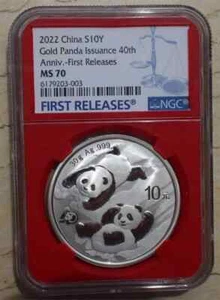 2022 China S10Y
Gold Panda Issuance 40th
Anniv.-First Releases
MS 70
6179203-003
FIRST RELEASES
NGC
30g Ag .999
10元